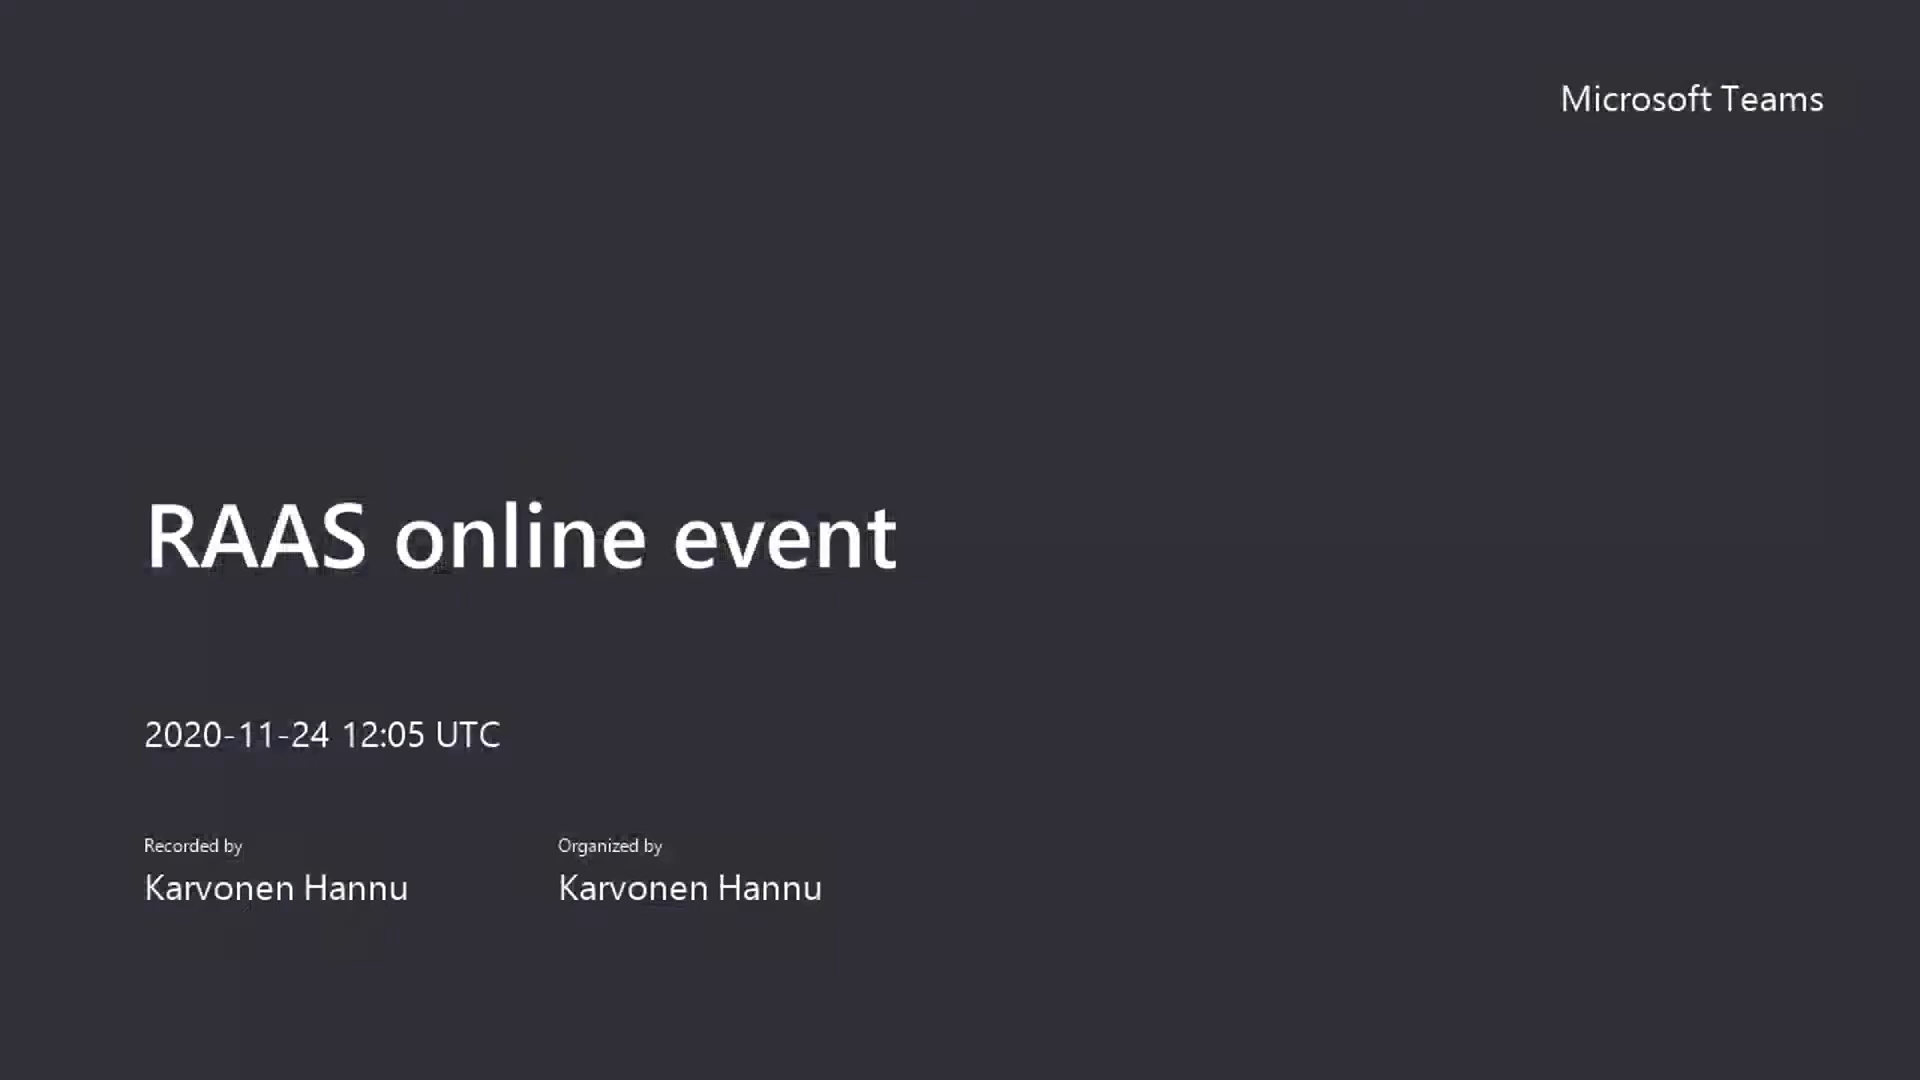 Microsoft Teams
RAAS online event
2020-11-24 12:05 UTC
Recorded by
Karvonen Hannu
Organized by
Karvonen Hannu